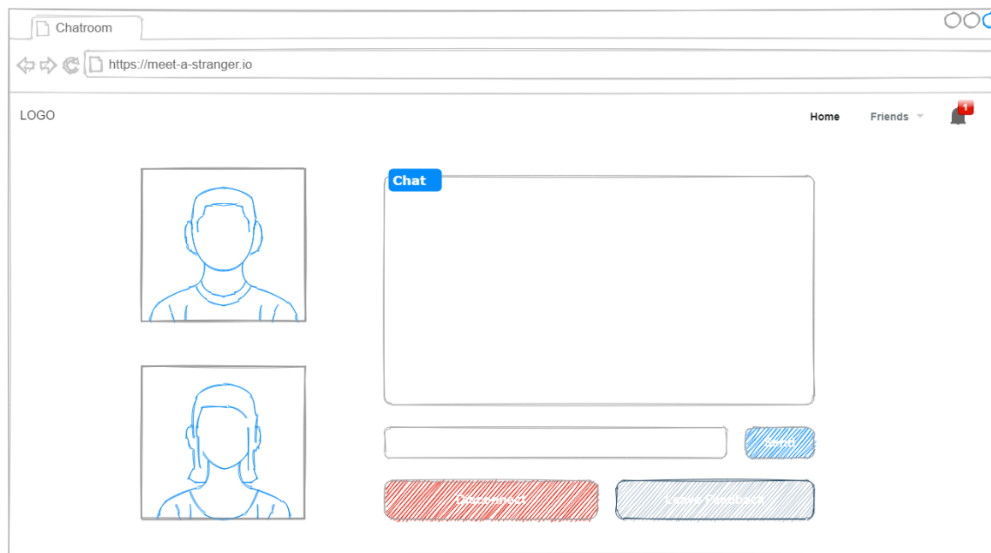 Chatroom
https://meet-a-stranger.io
LOGO
Home Friends 1
Chat
Send
Disconnect Leave Feedback